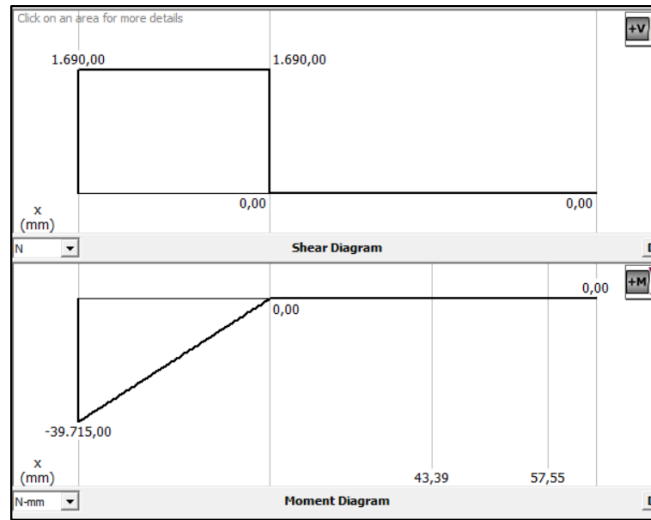 Click on an area for more details
+V
1.690,00
1.690,00
0,00
0,00
x
(mm)
N
Shear Diagram
+M
0,00
0,00
-39.715,00
x
(mm)
43,39
57,55
N-mm
Moment Diagram